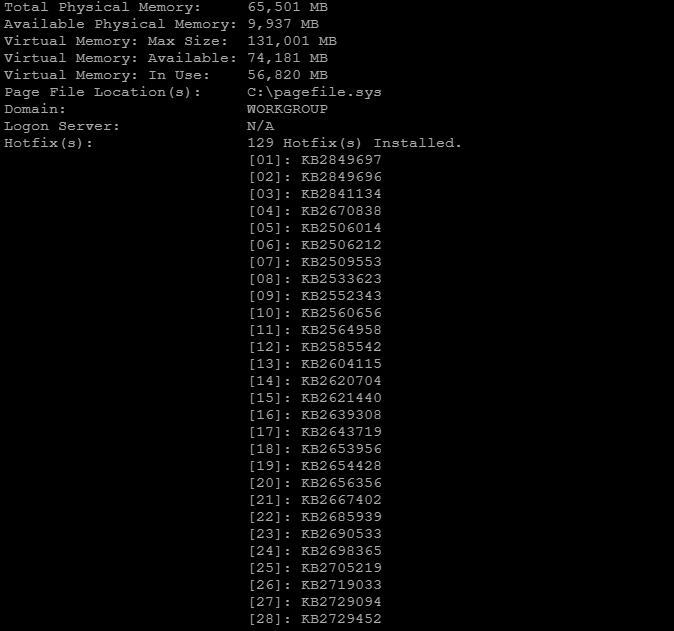 Total Physical Memory:     65,501 MB
Available Physical Memory: 9,937 MB
Virtual Memory: Max Size:  131,001 MB
Virtual Memory: Available: 74,181 MB
Virtual Memory: In Use:    56,820 MB
Page File Location(s):     C:\pagefile.sys
Domain:                    WORKGROUP
Logon Server:              N/A
Hotfix(s):                 129 Hotfix(s) Installed.
                           [01]: KB2849697
                           [02]: KB2849696
                           [03]: KB2841134
                           [04]: KB2670838
                           [05]: KB2506014
                           [06]: KB2506212
                           [07]: KB2509553
                           [08]: KB2533623
                           [09]: KB2552343
                           [10]: KB2560656
                           [11]: KB2564958
                           [12]: KB2585542
                           [13]: KB2604115
                           [14]: KB2620704
                           [15]: KB2621440
                           [16]: KB2639308
                           [17]: KB2643719
                           [18]: KB2653956
                           [19]: KB2654428
                           [20]: KB2656356
                           [21]: KB2667402
                           [22]: KB2685939
                           [23]: KB2690533
                           [24]: KB2698365
                           [25]: KB2705219
                           [26]: KB2719033
                           [27]: KB2729094
                           [28]: KB2729452